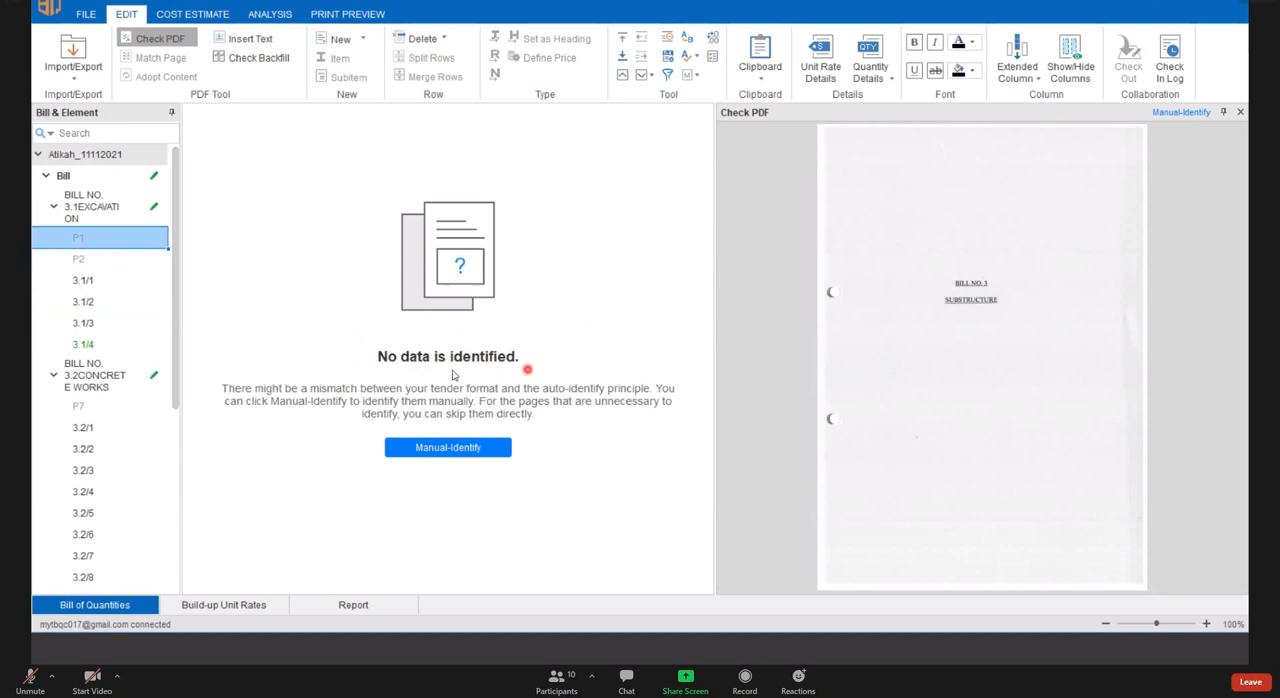 FILE EDIT COST ESTIMATE ANALYSIS PRINT PREVIEW
Import/Export
Import/Export
Check PDF
Match Page
Adopt Content
Insert Text
Check Backfill
PDF Tool
New
Item
Subitem
New
Delete
Split Rows
Merge Rows
Row
Set as Heading
Define Price
Type
Tool
Clipboard
Clipboard
Unit Rate
Details
Quantity
Details
Details
B I A
U ab
Font
Extended
Column
Show/Hide
Columns
Column
Check
Out
Check
In Log
Collaboration
Bill & Element
Search
Atikah_11112021
Bill
BILL NO.
3.1EXCAVATI
ON
P1
P2
3.1/1
3.1/2
3.1/3
3.1/4
BILL NO.
3.2CONCRET
E WORKS
P7
3.2/1
3.2/2
3.2/3
3.2/4
3.2/5
3.2/6
3.2/7
3.2/8
?
No data is identified.
There might be a mismatch between your tender format and the auto-identify principle. You
can click Manual-Identify to identify them manually. For the pages that are unnecessary to
identify, you can skip them directly.
Manual-Identify
Check PDF
Manual-Identify
BILL NO. 3
SUBSTRUCTURE
Bill of Quantities Build-up Unit Rates Report
mytbqc017@gmail.com connected
100%
Unmute
Start Video
10
Participants
Chat
Share Screen
Record
Reactions
Leave